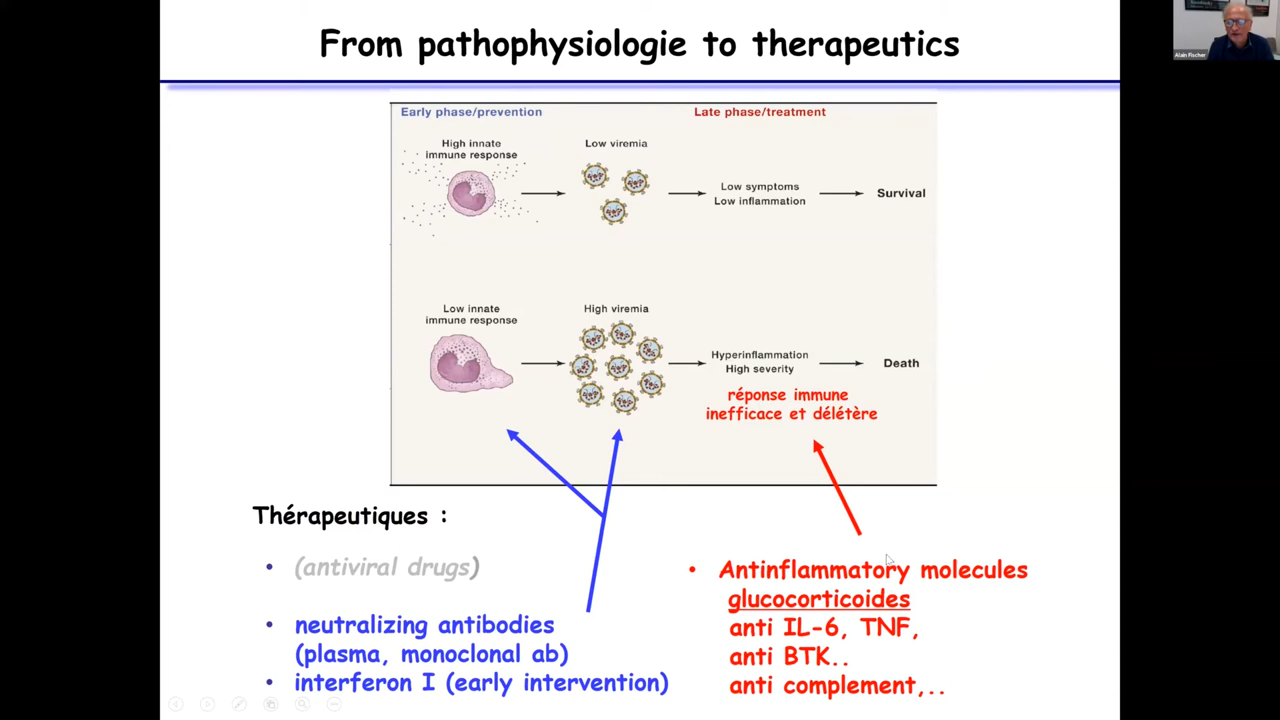 From pathophysiologie to therapeutics
Alain Fischer
Early phase/prevention
Late phase/treatment
High innate
immune response
Low viremia
Low symptoms
Low inflammation
Survival
Low innate
immune response
High viremia
Hyperinflammation
High severity
Death
réponse immune
inefficace et délétère
Thérapeutiques :
• (antiviral drugs)
• neutralizing antibodies
(plasma, monoclonal ab)
• interferon I (early intervention)
• Antinflammatory molecules
glucocorticoides
anti IL-6, TNF,
anti BTK..
anti complement,..